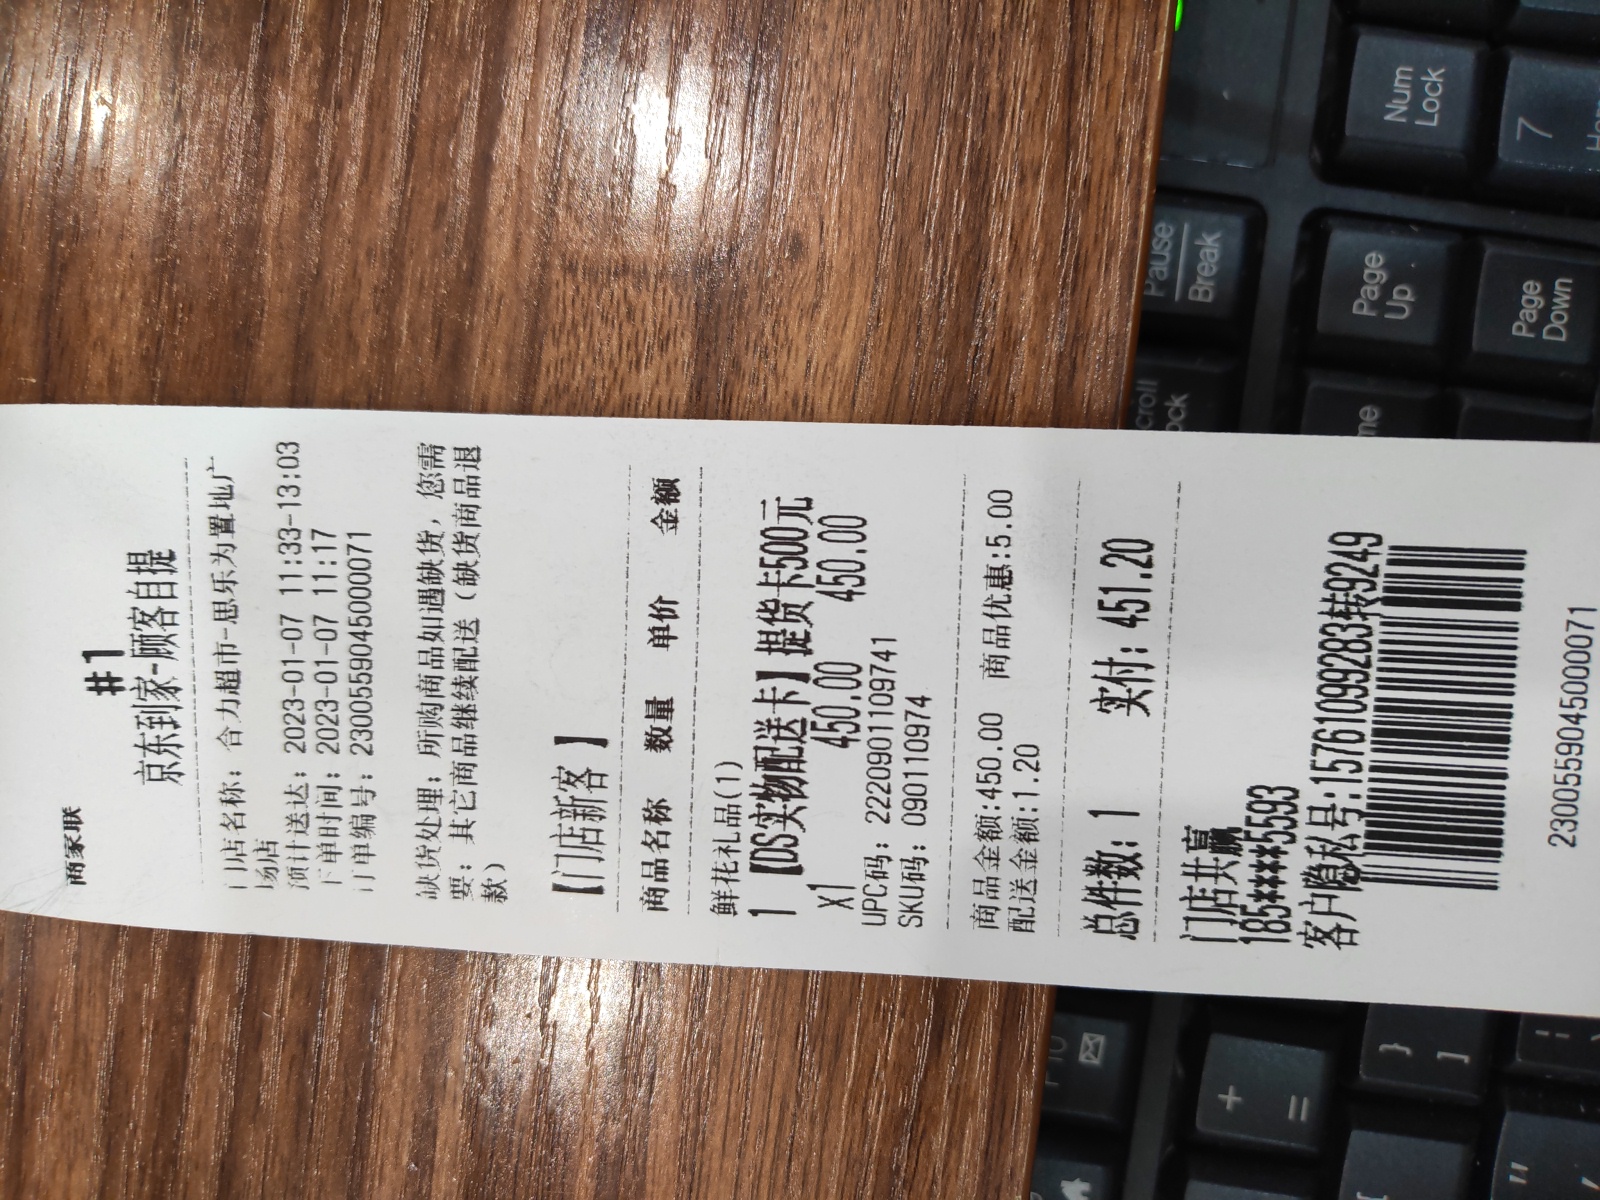 商家联
#1
京东到家-顾客自提
门店名称：合力超市-思乐为置地广
场店
预计送达：2023-01-07 11:33-13:03
下单时间：2023-01-07 11:17
订单编号：2300559045000071
缺货处理：所购商品如遇缺货，您需
要：其它商品继续配送（缺货商品退
款）
【门店新客 】
商品名称 数量 单价 金额
鲜花礼品(1)
1 【DS实物配送卡】提货卡500元
X1 450.00 450.00
UPC码：2220901109741
SKU码：090110974
商品金额:450.00 商品优惠:5.00
配送金额:1.20
总件数：1 实付：451.20
门店共赢
185****5593
客户隐私号:15761099283转9249
2300559045000071
Num
Lock
7
Pause
Break
Page
Up
Page
Down
+
=
}
]
"